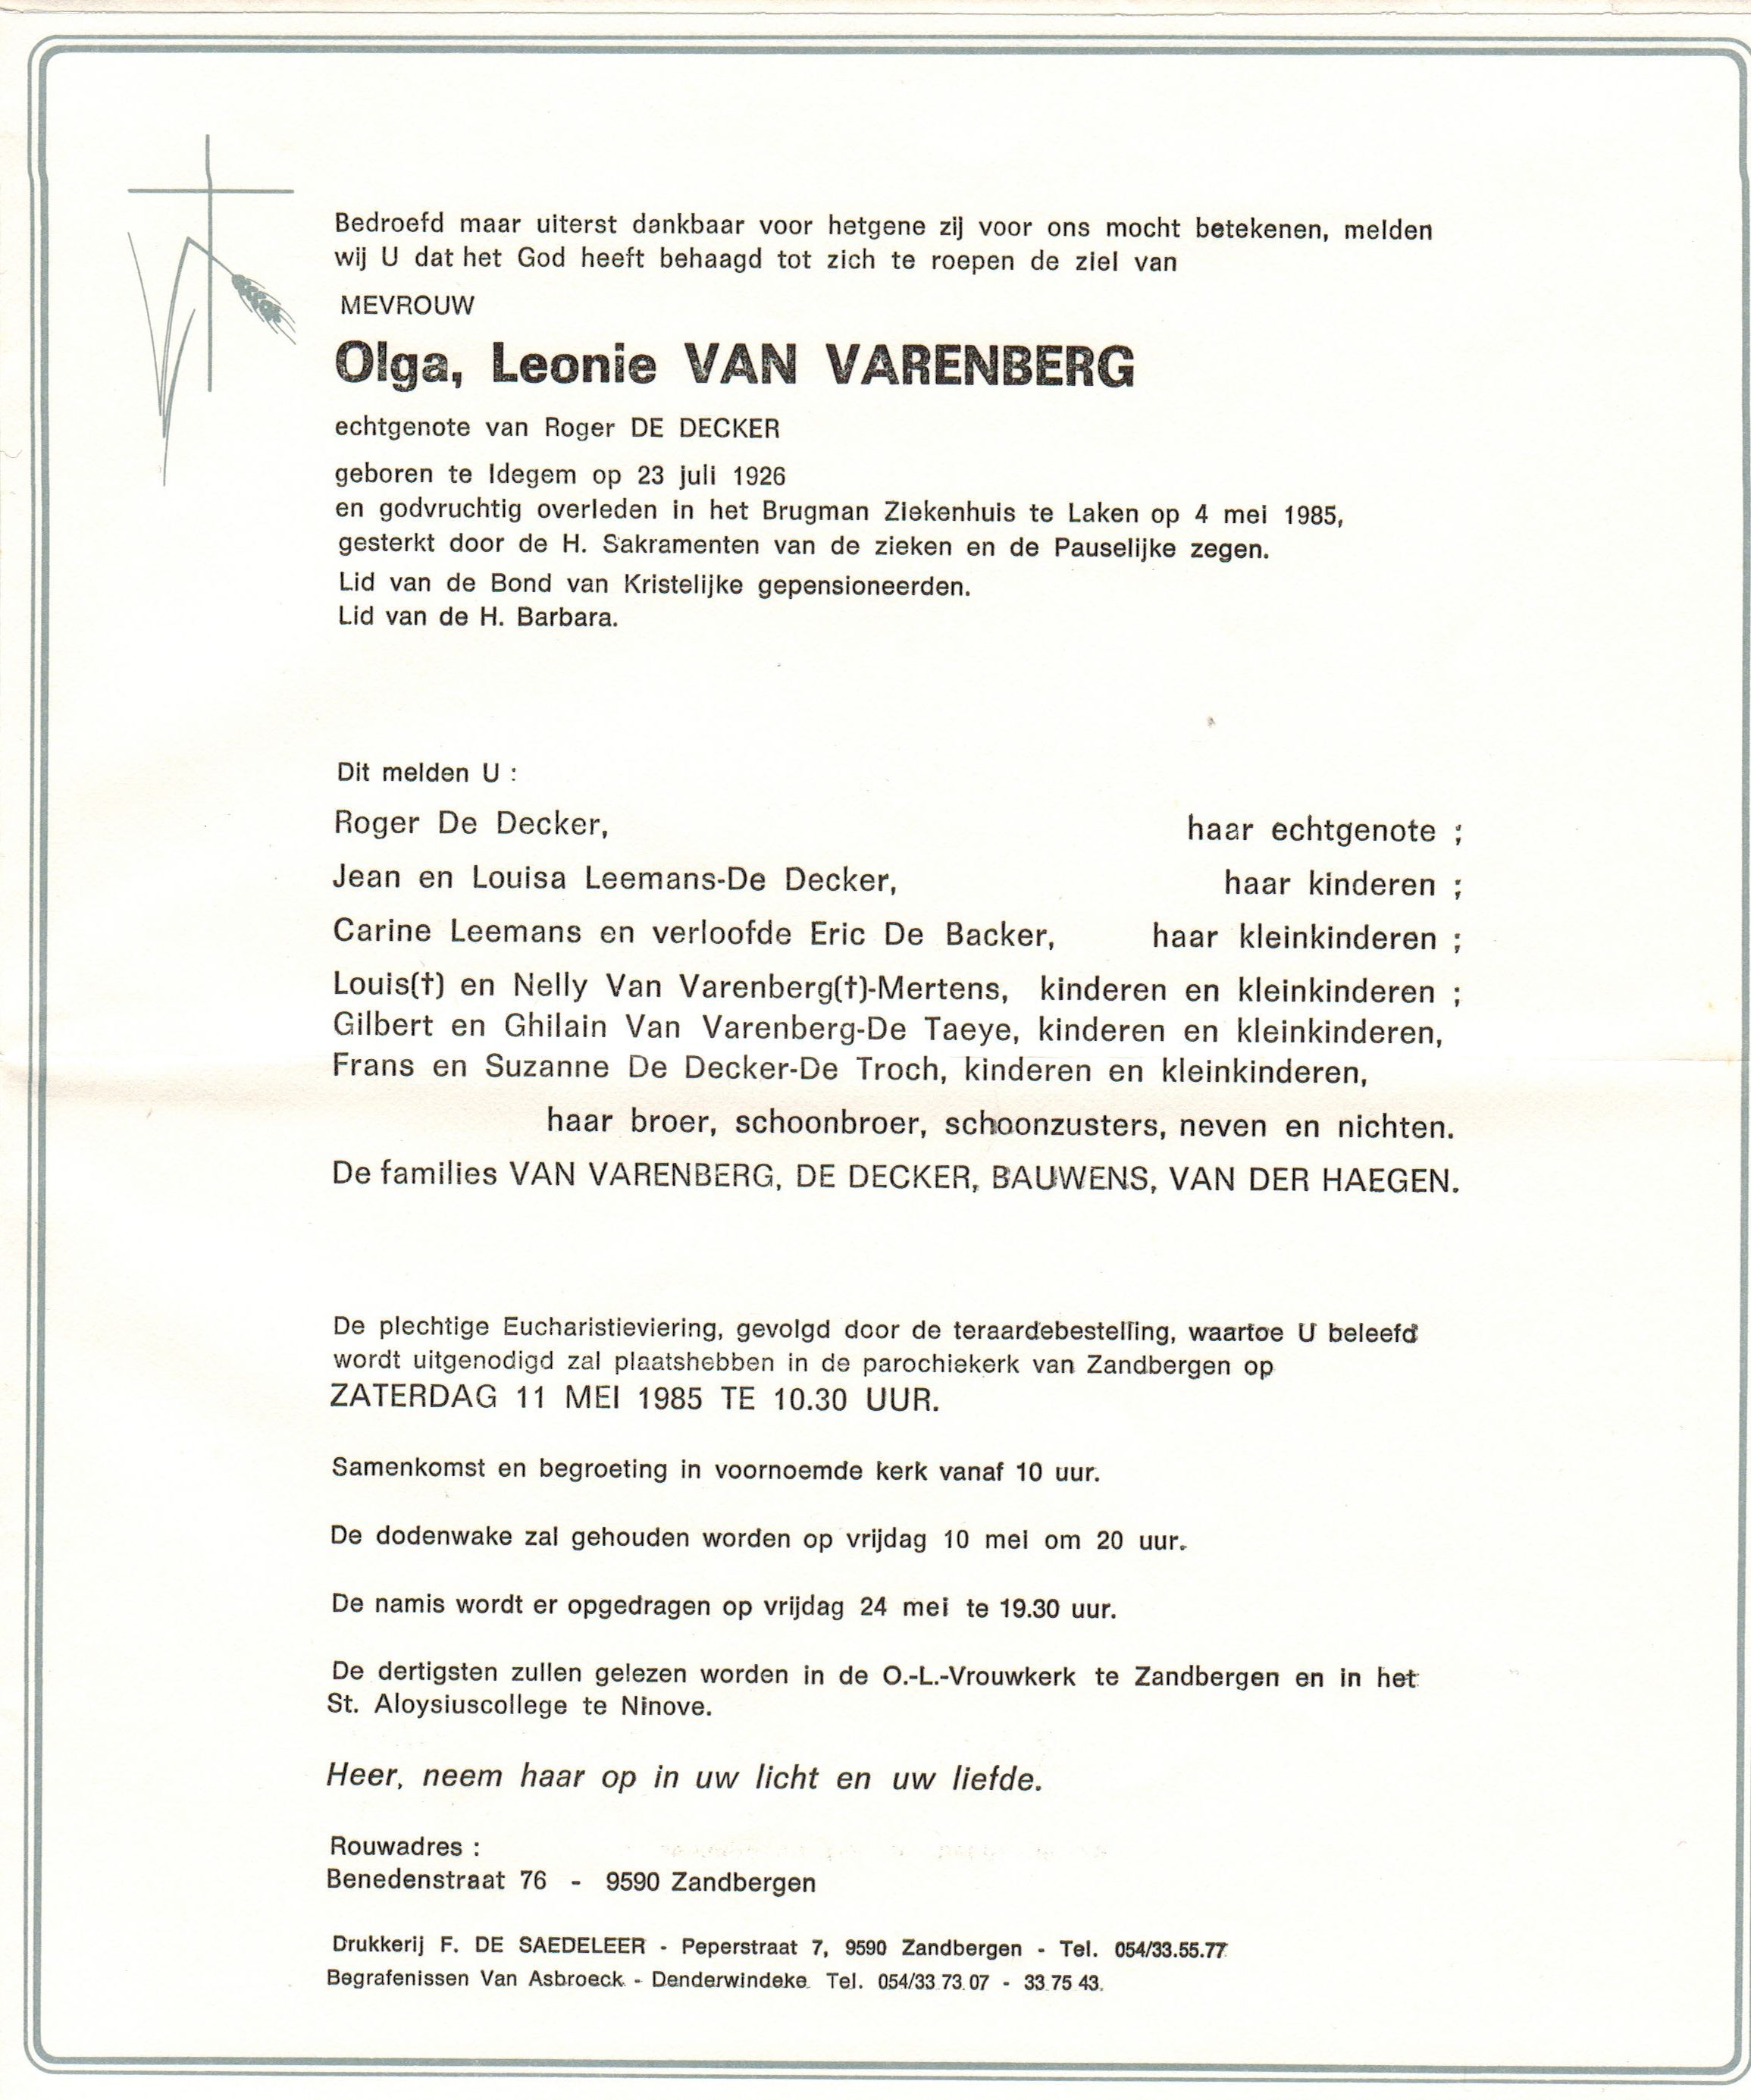 Bedroefd maar uiterst dankbaar voor hetgene zij voor ons mocht betekenen, melden
wij U dat het God heeft behaagd tot zich te roepen de ziel van
MEVROUW
Olga, Leonie VAN VARENBERG
echtgenote van Roger DE DECKER
geboren te Idegem op 23 juli 1926
en godvruchtig overleden in het Brugman Ziekenhuis te Laken op 4 mei 1985,
gesterkt door de H. Sakramenten van de zieken en de Pauselijke zegen.
Lid van de Bond van Kristelijke gepensioneerden.
Lid van de H. Barbara.
Dit melden U :
Roger De Decker, haar echtgenote ;
Jean en Louisa Leemans-De Decker, haar kinderen ;
Carine Leemans en verloofde Eric De Backer, haar kleinkinderen ;
Louis(†) en Nelly Van Varenberg(†)-Mertens, kinderen en kleinkinderen ;
Gilbert en Ghilain Van Varenberg-De Taeye, kinderen en kleinkinderen,
Frans en Suzanne De Decker-De Troch, kinderen en kleinkinderen,
haar broer, schoonbroer, schoonzusters, neven en nichten.
De families VAN VARENBERG, DE DECKER, BAUWENS, VAN DER HAEGEN.
De plechtige Eucharistieviering, gevolgd door de teraardebestelling, waartoe U beleefd
wordt uitgenodigd zal plaatshebben in de parochiekerk van Zandbergen op
ZATERDAG 11 MEI 1985 TE 10.30 UUR.
Samenkomst en begroeting in voornoemde kerk vanaf 10 uur.
De dodenwake zal gehouden worden op vrijdag 10 mei om 20 uur.
De namis wordt er opgedragen op vrijdag 24 mei te 19.30 uur.
De dertigsten zullen gelezen worden in de O.-L.-Vrouwkerk te Zandbergen en in het
St. Aloysiuscollege te Ninove.
Heer, neem haar op in uw licht en uw liefde.
Rouwadres :
Benedenstraat 76 - 9590 Zandbergen
Drukkerij F. DE SAEDELEER - Peperstraat 7, 9590 Zandbergen - Tel. 054/33.55.77
Begrafenissen Van Asbroeck - Denderwindeke Tel. 054/33.73.07 - 33.75 43.